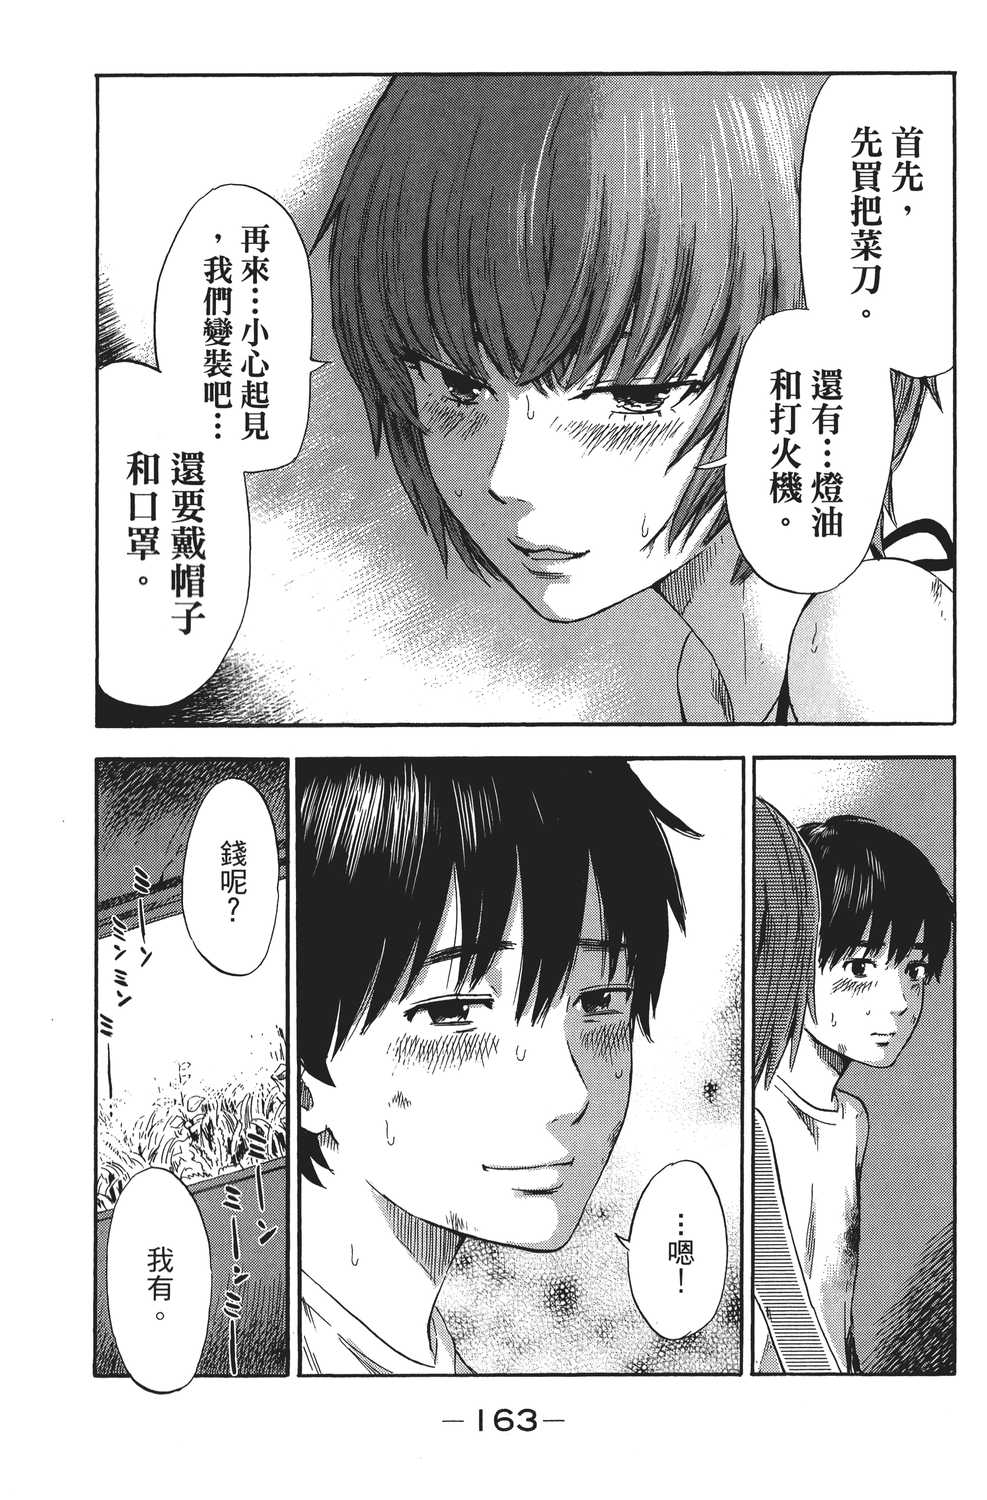 首先，
先買把菜刀。
還有…燈油
和打火機。
再來…小心起見
，我們變裝吧…
還要戴帽子
和口罩。
…嗯！
錢呢？
ミーン
ミンミン
ミーン
ミーン
ミンミー
我有。
—163—